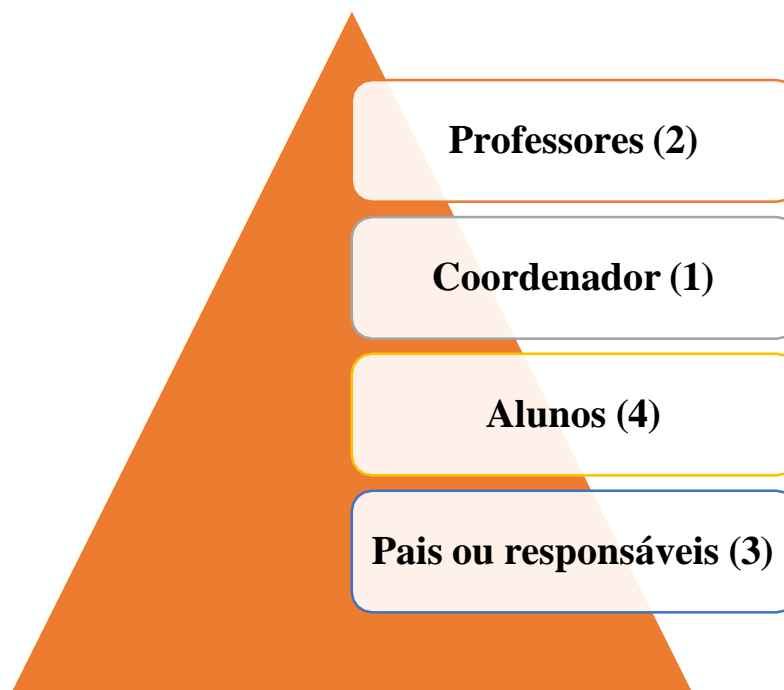 Professores (2)
Coordenador (1)
Alunos (4)
Pais ou responsáveis (3)